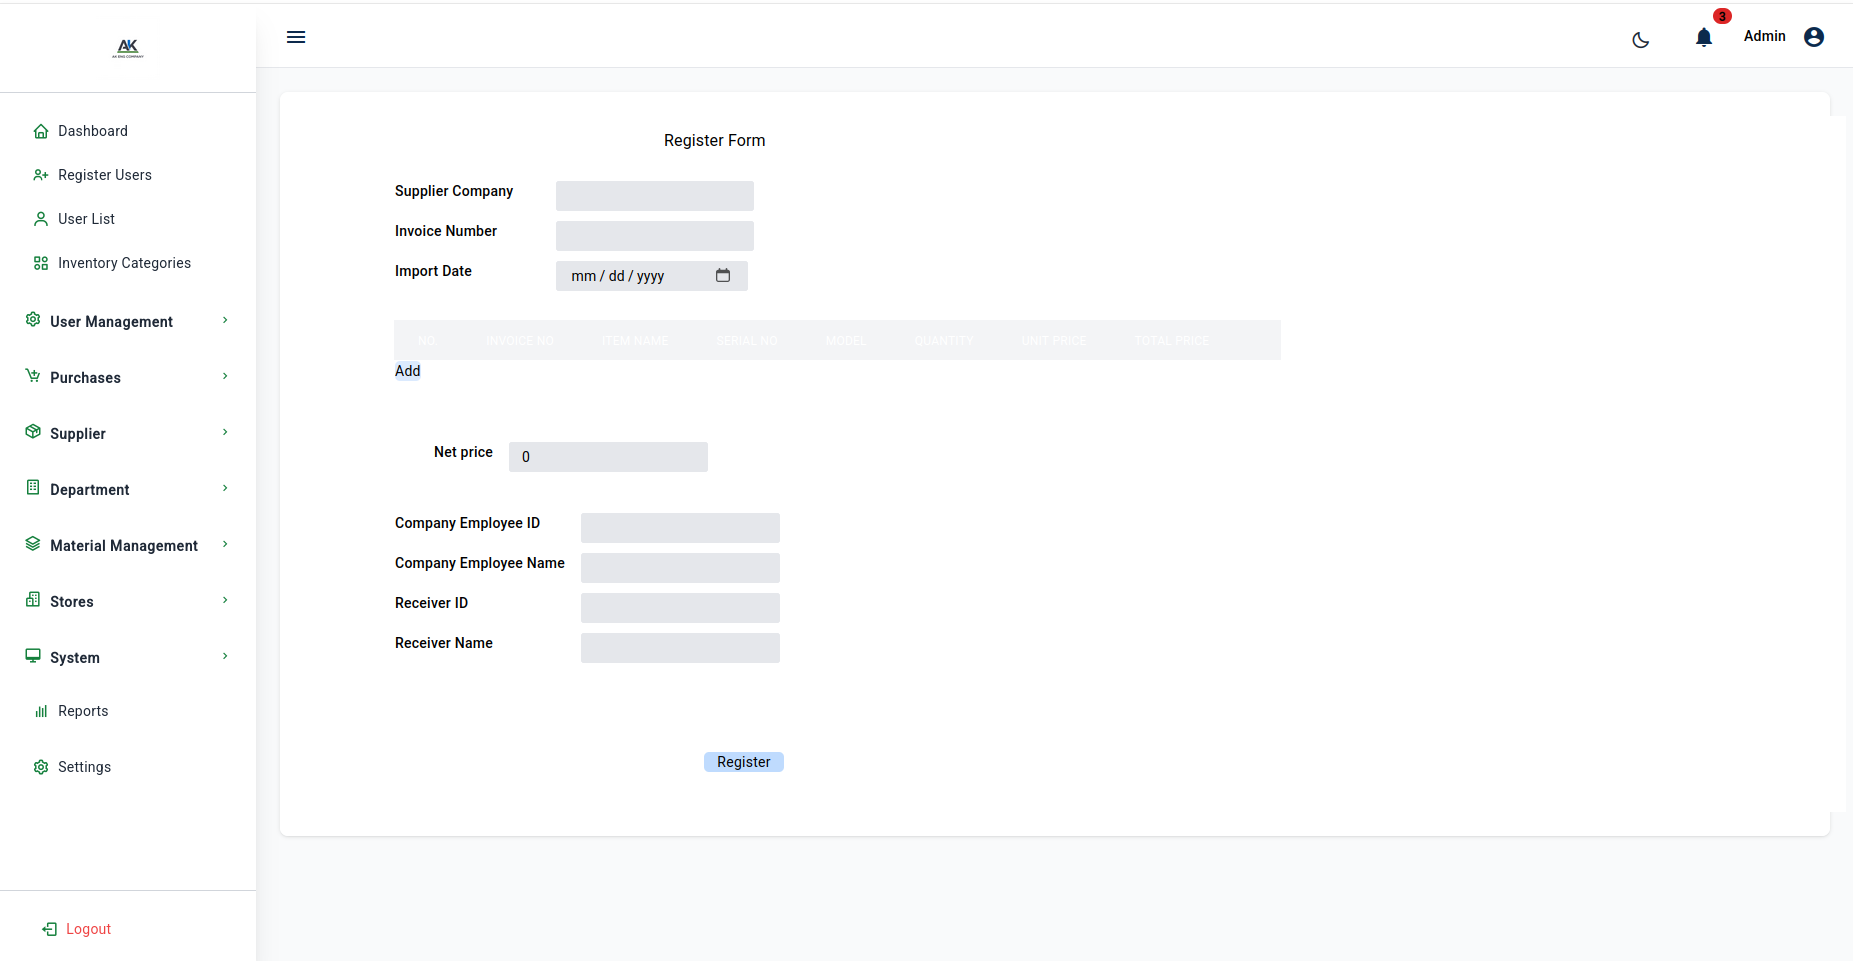 AK
AK ENG COMPANY
3
Admin
Dashboard
Register Users
User List
Inventory Categories
User Management
Purchases
Supplier
Department
Material Management
Stores
System
Reports
Settings
Logout
Register Form
Supplier Company
Invoice Number
Import Date mm / dd / yyyy
NO. INVOICE NO ITEM NAME SERIAL NO MODEL QUANTITY UNIT PRICE TOTAL PRICE
Add
Net price 0
Company Employee ID
Company Employee Name
Receiver ID
Receiver Name
Register